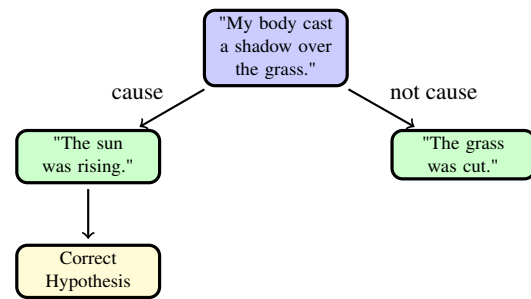 "My body cast
a shadow over
the grass."
cause
not cause
"The sun
was rising."
"The grass
was cut."
Correct
Hypothesis